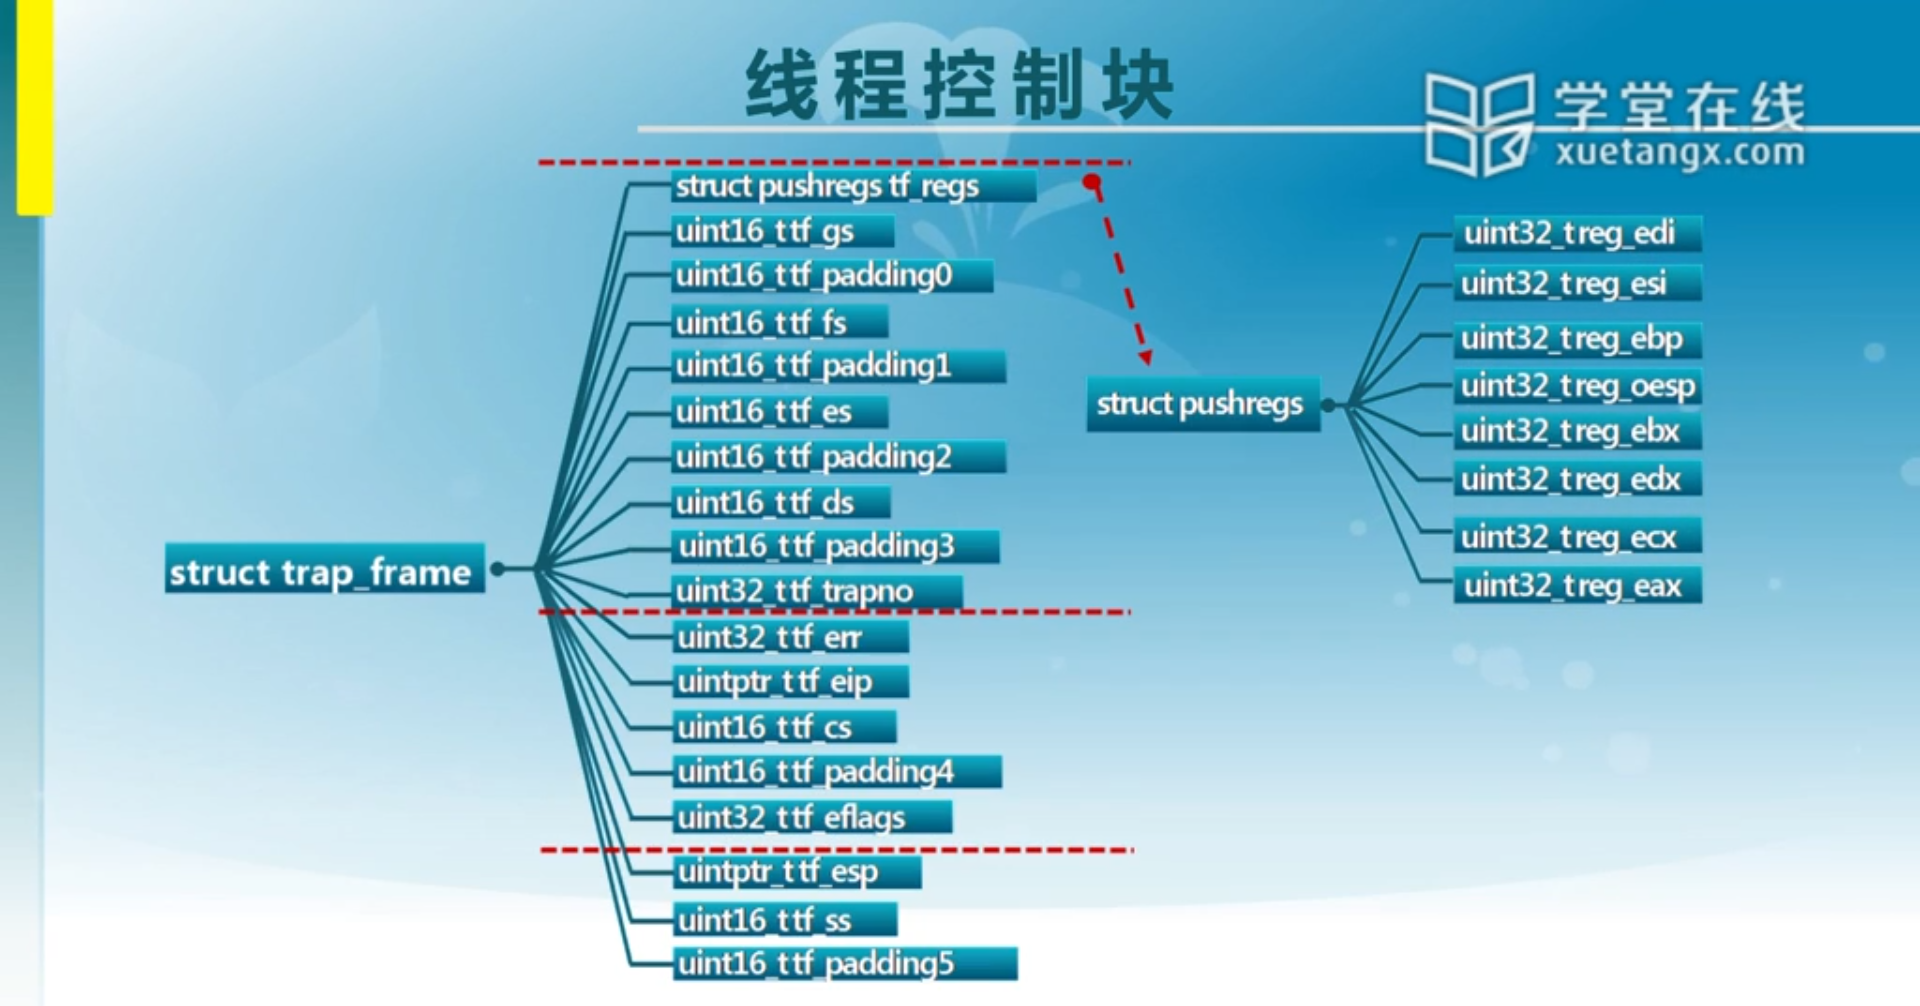 线程控制块
学堂在线
xuetangx.com
struct pushregs tf_regs
uint16_t tf_gs
uint16_t tf_padding0
uint16_t tf_fs
uint16_t tf_padding1
uint16_t tf_es
uint16_t tf_padding2
uint16_t tf_ds
uint16_t tf_padding3
uint32_t tf_trapno
struct trap_frame
uint32_t tf_err
uintptr_t tf_eip
uint16_t tf_cs
uint16_t tf_padding4
uint32_t tf_eflags
uintptr_t tf_esp
uint16_t tf_ss
uint16_t tf_padding5
struct pushregs
uint32_t reg_edi
uint32_t reg_esi
uint32_t reg_ebp
uint32_t reg_oesp
uint32_t reg_ebx
uint32_t reg_edx
uint32_t reg_ecx
uint32_t reg_eax